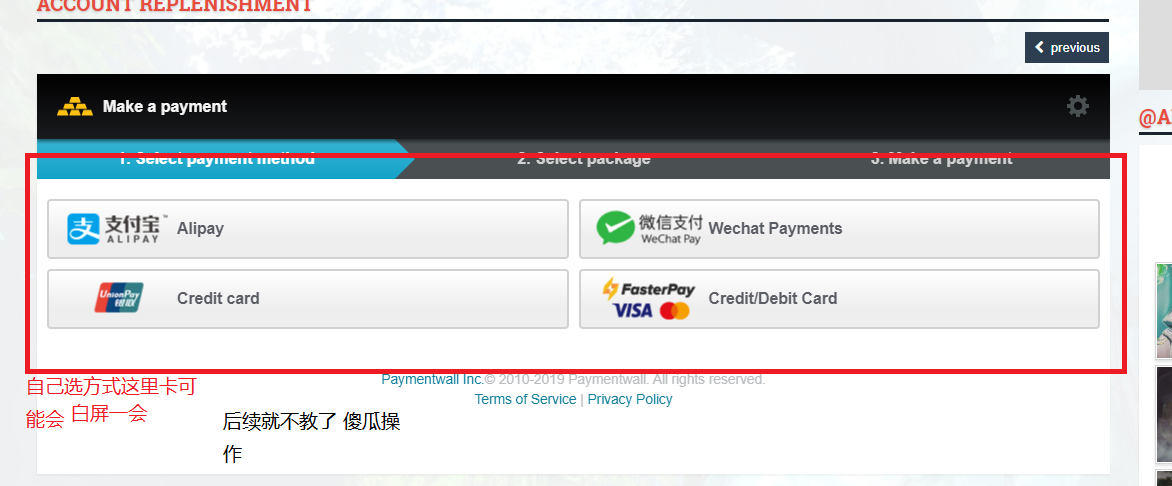 ACCOUNT REPLENISHMENT
previous
Make a payment
1. Select payment method
2. Select package
3. Make a payment
支付宝™
ALIPAY
Alipay
微信支付
WeChat Pay
Wechat Payments
UnionPay
银联
Credit card
FasterPay
VISA
Credit/Debit Card
Paymentwall Inc.© 2010-2019 Paymentwall. All rights reserved.
Terms of Service | Privacy Policy
自己选方式这里卡可
能会 白屏一会
后续就不教了 傻瓜操
作